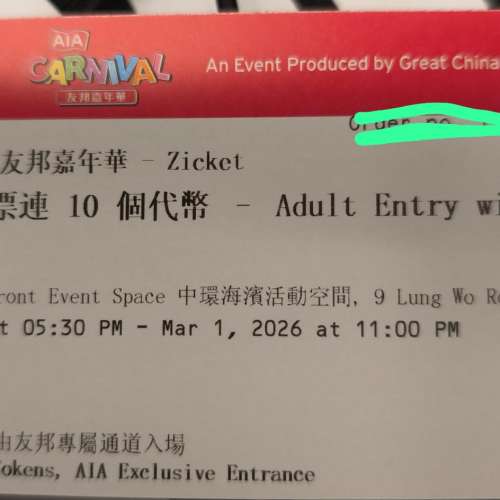 AIA
CARNIVAL
友邦嘉年華
An Event Produced by Great China
友邦嘉年華 - Zicket
票連 10 個代幣 - Adult Entry wi
ront Event Space 中環海濱活動空間, 9 Lung Wo Ro
t 05:30 PM - Mar 1, 2026 at 11:00 PM
由友邦專屬通道入場
okens, AIA Exclusive Entrance